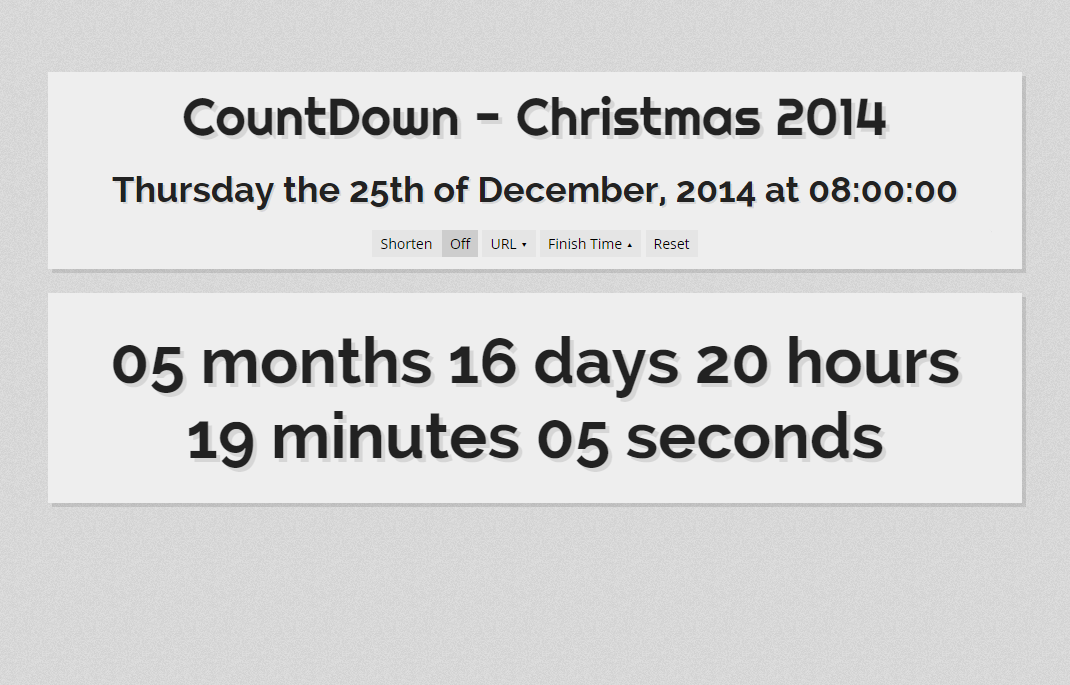 CountDown - Christmas 2014
Thursday the 25th of December, 2014 at 08:00:00
Shorten Off URL ▾ Finish Time ▴ Reset
05 months 16 days 20 hours
19 minutes 05 seconds